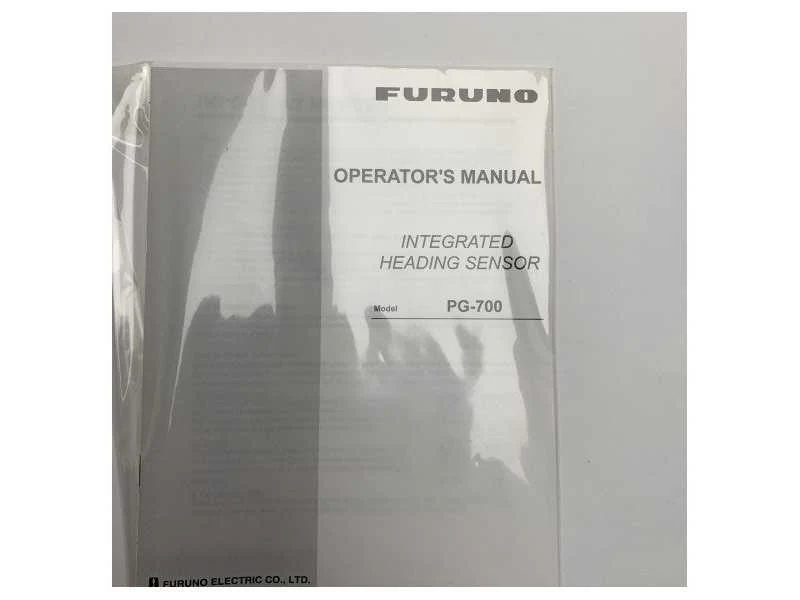 FURUNO
OPERATOR'S MANUAL
INTEGRATED
HEADING SENSOR
Model PG-700
FURUNO ELECTRIC CO., LTD.